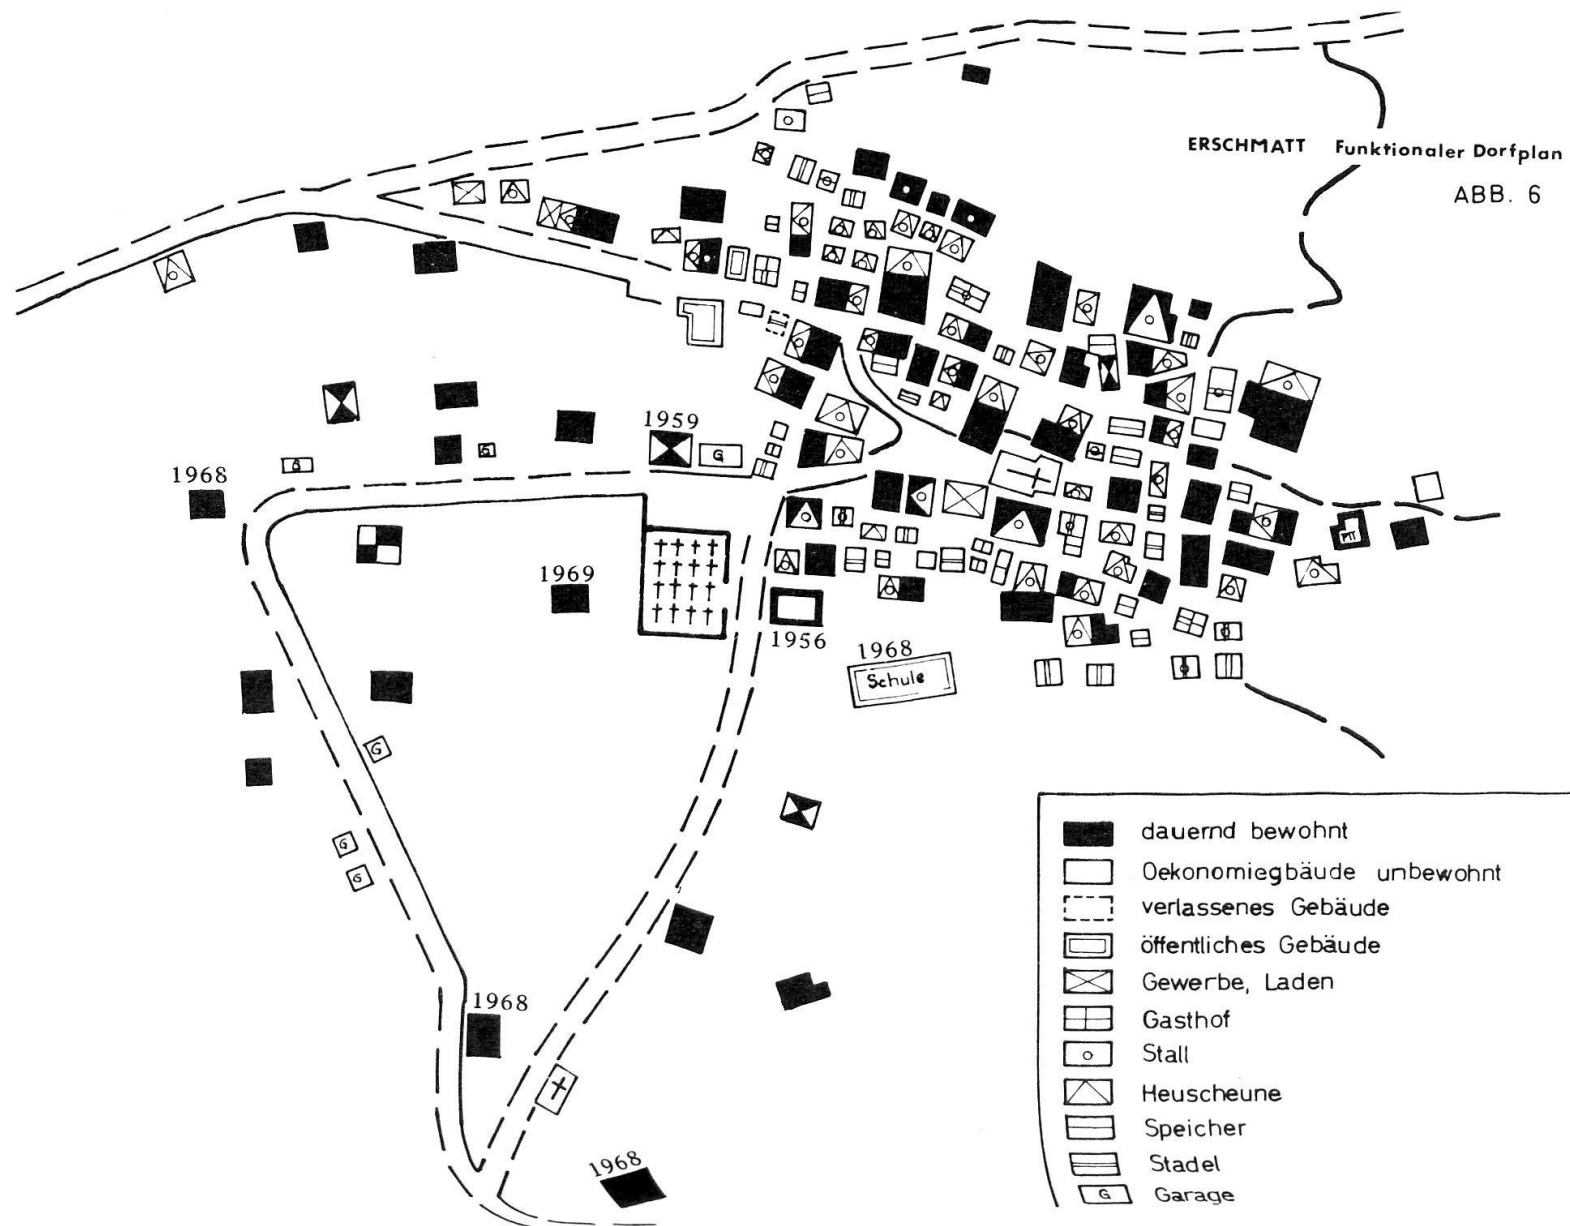 ERSCHMATT Funktionaler Dorfplan
ABB. 6
1959
G
1968
G
G
1969
1956
1968
Schule
PTT
G
G
G
1968
1968
dauernd bewohnt
Oekonomiegbäude unbewohnt
verlassenes Gebäude
öffentliches Gebäude
Gewerbe, Laden
Gasthof
Stall
Heuscheune
Speicher
Stadel
G Garage